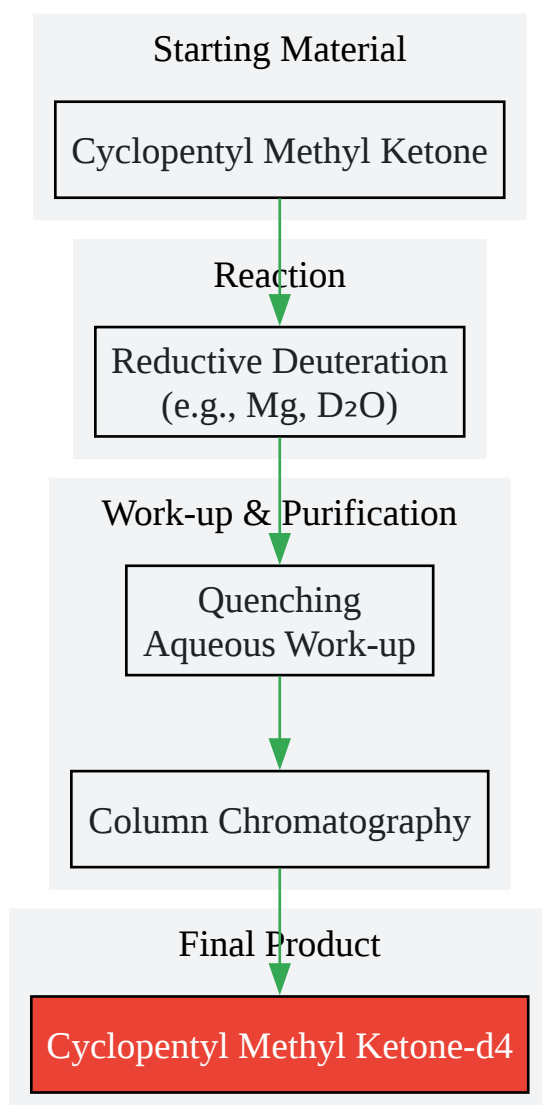 Starting Material
Cyclopentyl Methyl Ketone
Reaction
Reductive Deuteration
(e.g., Mg, D₂O)
Work-up & Purification
Quenching
Aqueous Work-up
Column Chromatography
Final Product
Cyclopentyl Methyl Ketone-d4